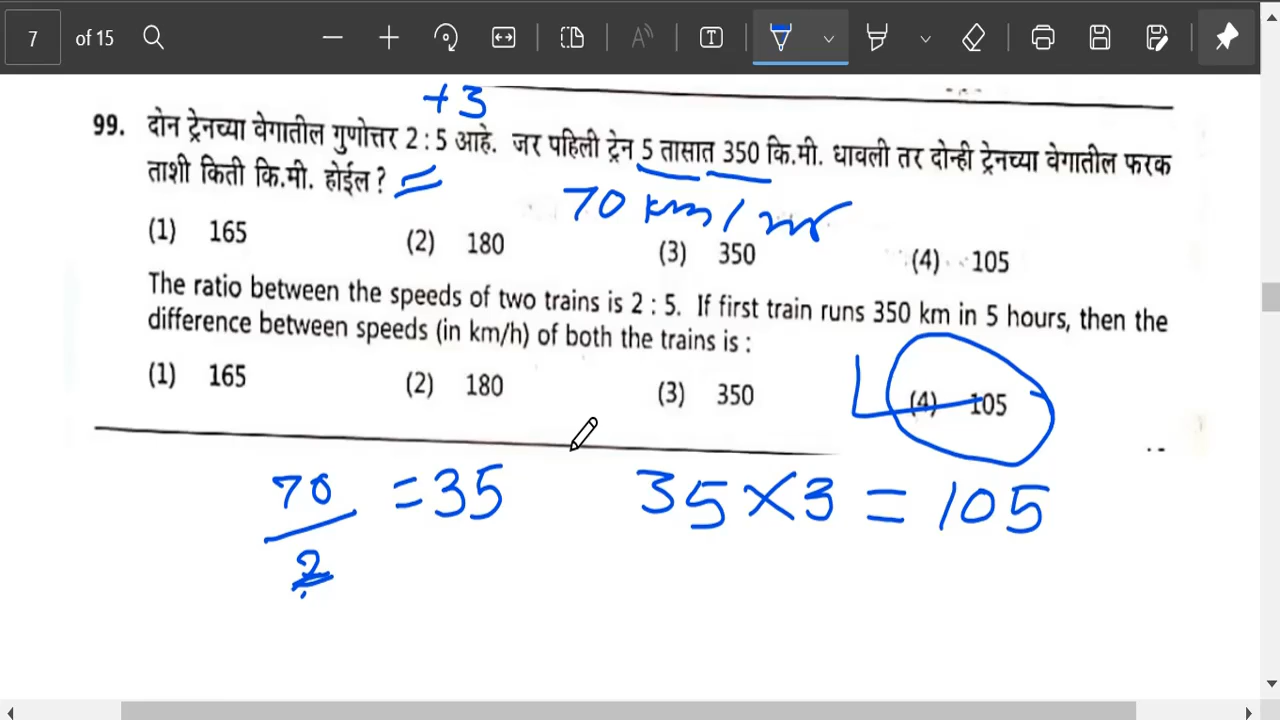 7 of 15
+3
99. दोन ट्रेनच्या वेगातील गुणोत्तर 2 : 5 आहे. जर पहिली ट्रेन 5 तासात 350 कि.मी. धावली तर दोन्ही ट्रेनच्या वेगातील फरक
ताशी किती कि.मी. होईल ? =
70 km/
(1) 165 (2) 180 (3) 350 (4) 105
The ratio between the speeds of two trains is 2 : 5. If first train runs 350 km in 5 hours, then the
difference between speeds (in km/h) of both the trains is :
(1) 165 (2) 180 (3) 350 (4) 105
70/2 = 35 35 × 3 = 105